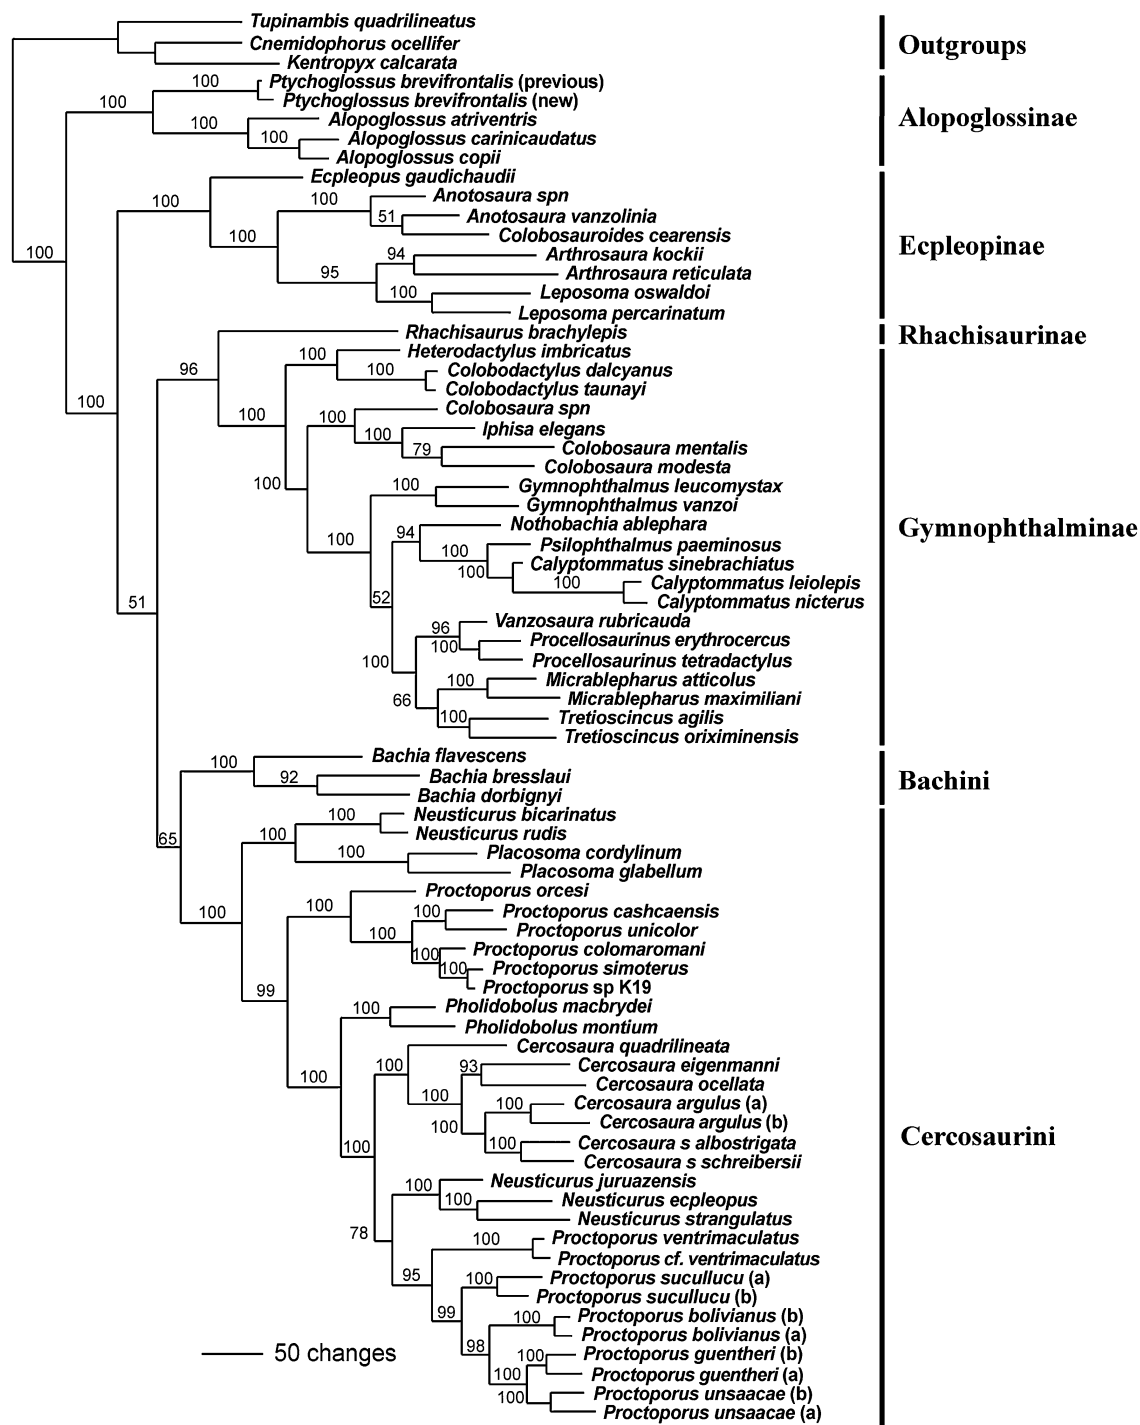 Tupinambis quadrilineatus
Outgroups
Cnemidophorus ocellifer
Kentropyx calcarata
100
Ptychoglossus brevifrontalis (previous)
100
Ptychoglossus brevifrontalis (new)
Alopoglossinae
100
Alopoglossus atriventris
100
Alopoglossus carinicaudatus
Alopoglossus copii
Ecpleopus gaudichaudii
100
100
Anotosaura spn
51
Anotosaura vanzolinia
100
Colobosauroides cearensis
Ecpleopinae
100
94
Arthrosaura kockii
95
Arthrosaura reticulata
100
Leposoma oswaldoi
Leposoma percarinatum
Rhachisaurus brachylepis
Rhachisaurinae
96
100
Heterodactylus imbricatus
100
Colobodactylus dalcyanus
Colobodactylus taunayi
100
100
100
Colobosaura spn
100
Iphisa elegans
79
Colobosaura mentalis
Colobosaura modesta
100
100
Gymnophthalmus leucomystax
Gymnophthalmus vanzoi
Gymnophthalminae
100
94
Nothobachia ablephara
100
Psilophthalmus paeminosus
100
Calyptommatus sinebrachiatus
100
Calyptommatus leiolepis
Calyptommatus nicterus
51
52
96
Vanzosaura rubricauda
100
Procellosaurinus erythrocercus
100
Procellosaurinus tetradactylus
100
Micrablepharus atticolus
66
Micrablepharus maximiliani
100
Tretioscincus agilis
Tretioscincus oriximinensis
100
Bachia flavescens
92
Bachia bresslaui
Bachini
Bachia dorbignyi
65
100
100
Neusticurus bicarinatus
Neusticurus rudis
100
Placosoma cordylinum
Placosoma glabellum
100
100
Proctoporus orcesi
100
100
Proctoporus cashcaensis
Proctoporus unicolor
100
Proctoporus colomaromani
100
Proctoporus simoterus
Proctoporus sp K19
99
100
Pholidobolus macbrydei
Pholidobolus montium
100
100
Cercosaura quadrilineata
93
Cercosaura eigenmanni
100
Cercosaura ocellata
100
100
Cercosaura argulus (a)
Cercosaura argulus (b)
Cercosaurini
100
100
Cercosaura s albostrigata
Cercosaura s schreibersii
100
Neusticurus juruazensis
100
Neusticurus ecpleopus
Neusticurus strangulatus
78
100
Proctoporus ventrimaculatus
Proctoporus cf. ventrimaculatus
95
100
Proctoporus sucullucu (a)
Proctoporus sucullucu (b)
99
100
Proctoporus bolivianus (b)
Proctoporus bolivianus (a)
98
100
Proctoporus guentheri (b)
50 changes
100
Proctoporus guentheri (a)
100
Proctoporus unsaacae (b)
Proctoporus unsaacae (a)